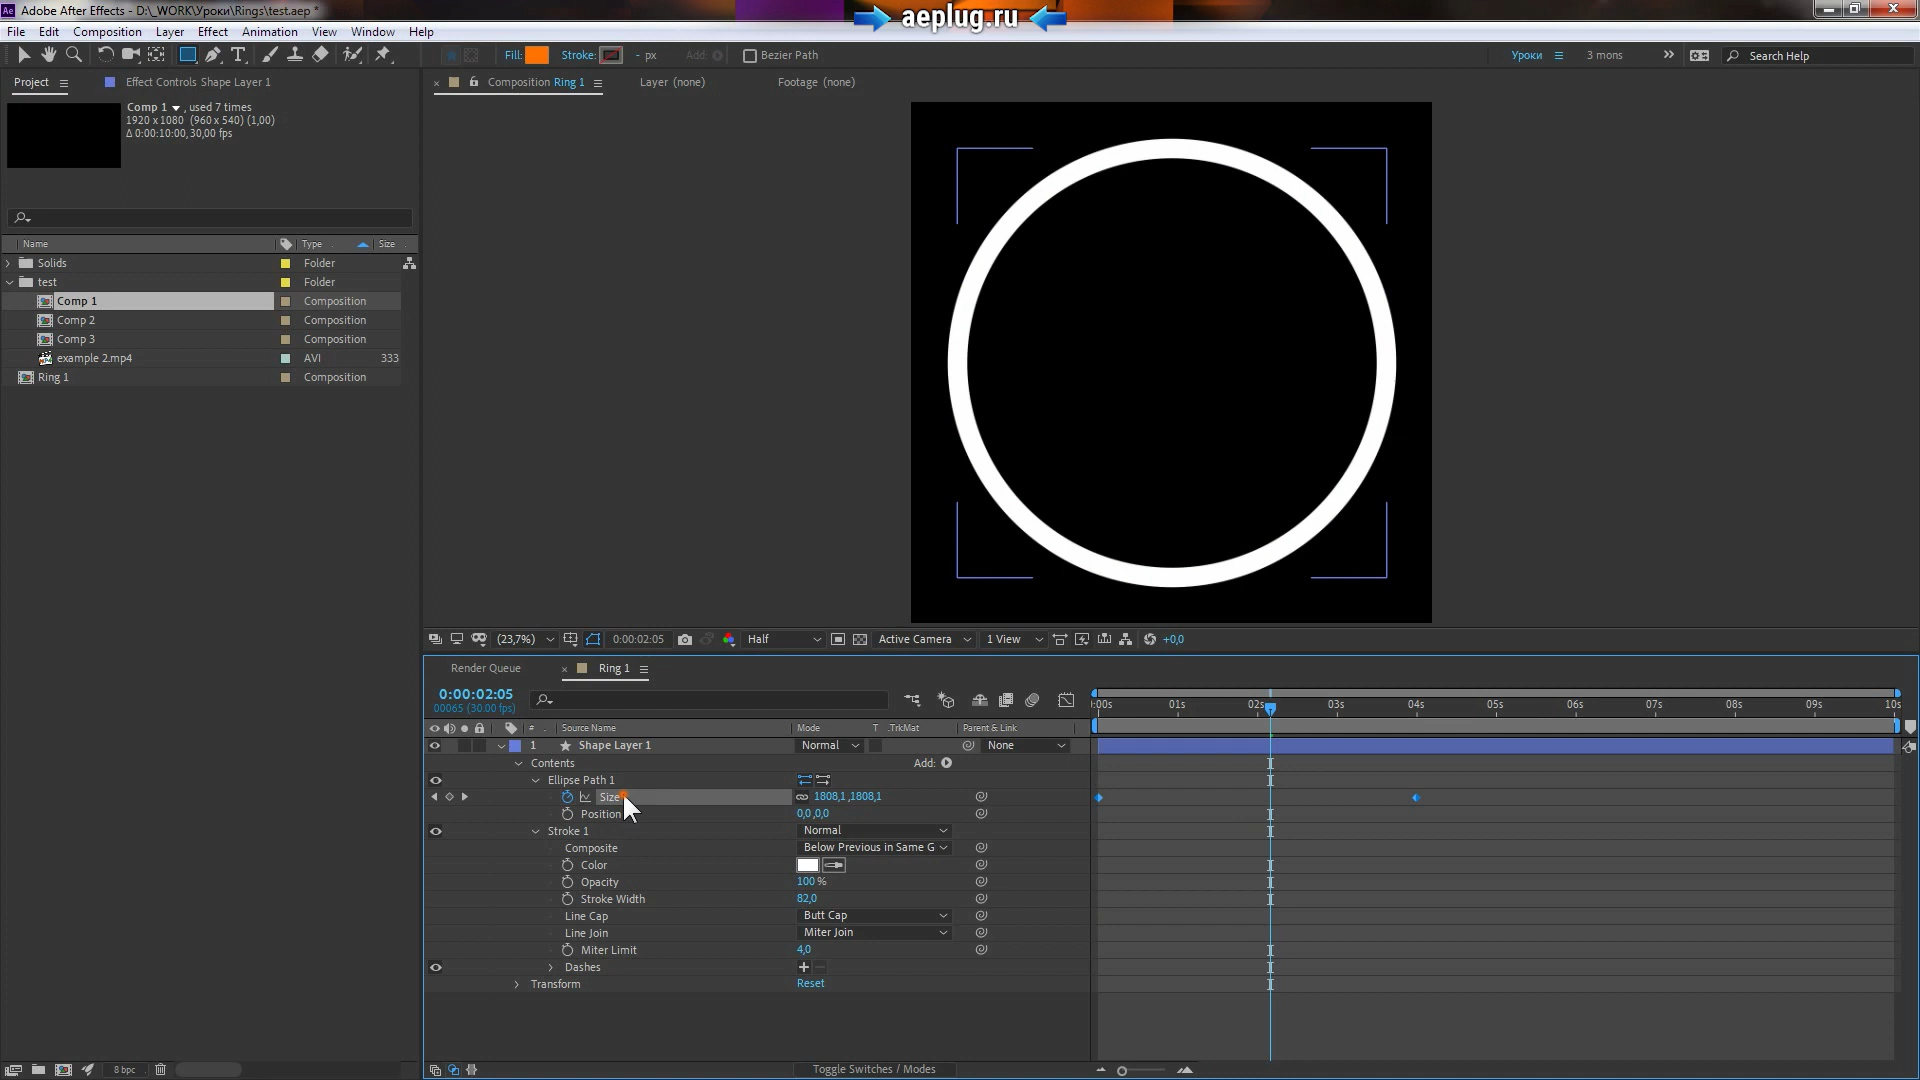 Adobe After Effects - D:\_WORK\Уроки\Rings\test.aep *
aeplug.ru
File Edit Composition Layer Effect Animation View Window Help
Fill: Stroke: - px Add: Bezier Path Уроки 3 mons Search Help
Project Effect Controls Shape Layer 1
Composition Ring 1 Layer (none) Footage (none)
Comp 1 , used 7 times
1920 x 1080 (960 x 540) (1,00)
Δ 0:00:10:00, 30,00 fps
Name Type Size
Solids Folder
test Folder
Comp 1 Composition
Comp 2 Composition
Comp 3 Composition
example 2.mp4 AVI 333
Ring 1 Composition
(23,7%) 0:00:02:05 Half Active Camera 1 View +0,0
Render Queue Ring 1
0:00:02:05
00065 (30.00 fps)
:00s 01s 02s 03s 04s 05s 06s 07s 08s 09s 10s
# Source Name Mode T .TrkMat Parent & Link
1 Shape Layer 1 Normal None
Contents Add:
Ellipse Path 1
Size 1808,1,1808,1
Position 0,0,0,0
Stroke 1 Normal
Composite Below Previous in Same G
Color
Opacity 100 %
Stroke Width 82,0
Line Cap Butt Cap
Line Join Miter Join
Miter Limit 4,0
Dashes
Transform Reset
8 bpc Toggle Switches / Modes